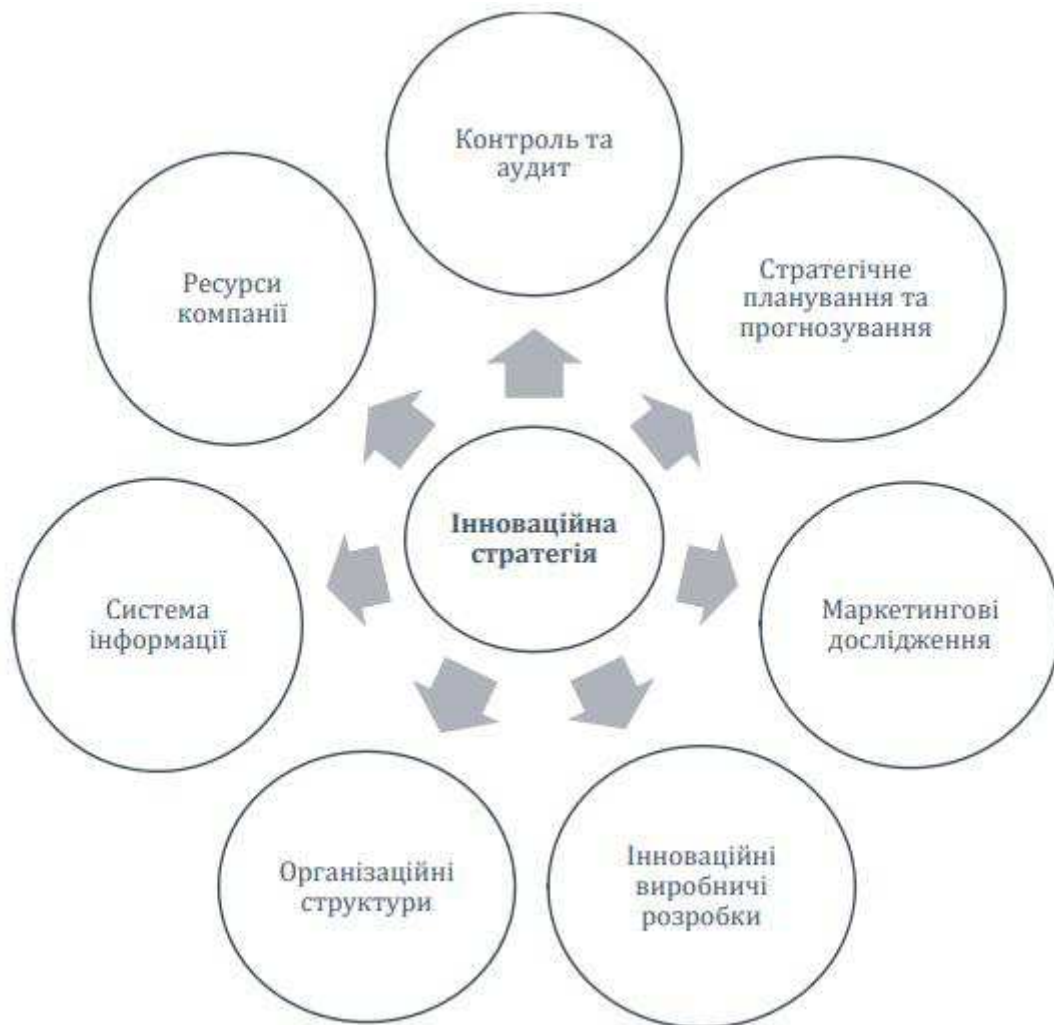 Контроль та
аудит
Стратегічне
планування та
прогнозування
Маркетингові
дослідження
Інноваційні
виробничі
розробки
Організаційні
структури
Система
інформації
Ресурси
компанії
Інноваційна
стратегія